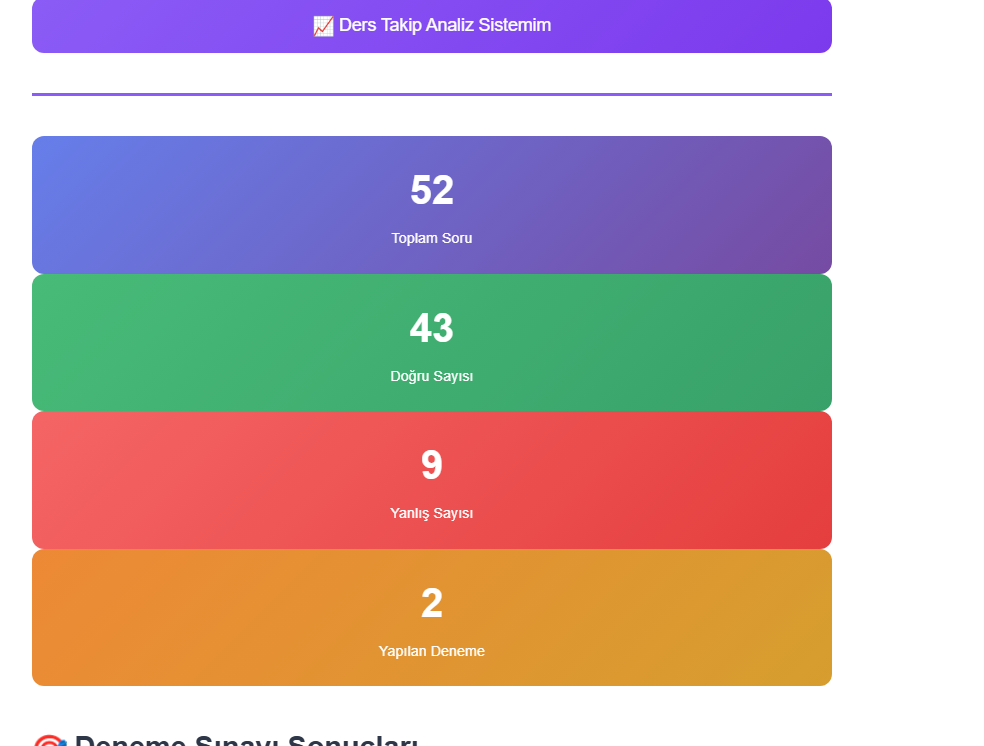 📈 Ders Takip Analiz Sistemim
52
Toplam Soru
43
Doğru Sayısı
9
Yanlış Sayısı
2
Yapılan Deneme
🎯 Deneme Sınavı Sonuçları